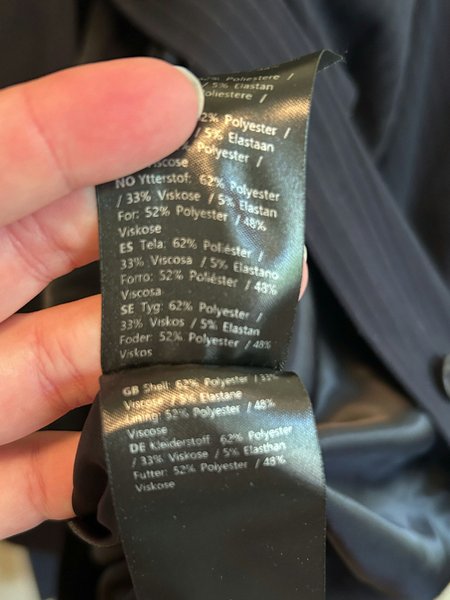 Poliestere /
/ 5% Elastan
Poliestere /
2% Polyester /
/ 5% Elastaan
Polyester /
viscose
NO Ytterstof: 62% Polyester
/ 33% Viskose / 5% Elastan
For: 52% Polyester / 48%
Viskose
ES Tela: 62% Poliéster /
33% Viscosa / 5% Elastano
Forro: 52% Poliéster / 48%
Viscosa
SE Tyg: 62% Polyester /
33% Viskos / 5% Elastan
Foder: 52% Polyester / 48%
Viskos
GB Shell: 62% Polyester / 33%
Viscose / 5% Elastane
Lining: 52% Polyester / 48%
Viscose
DE Kleiderstoff: 62% Polyester
/ 33% Viskose / 5% Elasthan
Futter: 52% Polyester / 48%
Viskose